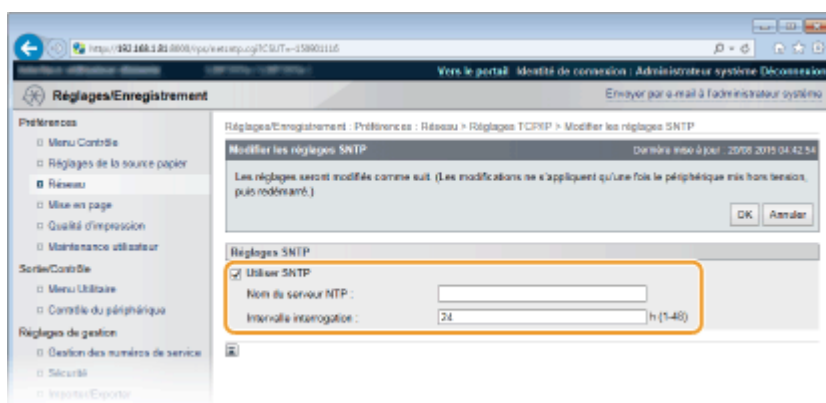 Vers le portail Identité de connexion : Administrateur système Déconnexion
Réglages/Enregistrement
Envoyer par e-mail à l'administrateur système
Préférences
Menu Contrôle
Réglages de la source papier
Réseau
Mise en page
Qualité d'impression
Maintenance utilisateur
Sortie/Contrôle
Menu Utilitaire
Contrôle du périphérique
Réglages de gestion
Gestion des numéros de service
Sécurité
Importer/Exporter
Réglages/Enregistrement : Préférences : Réseau > Réglages TCP/IP > Modifier les réglages SNTP
Modifier les réglages SNTP
Dernière mise à jour : 20/08 2015 04:42:54
Les réglages seront modifiés comme suit. (Les modifications ne s'appliquent qu'une fois le périphérique mis hors tension,
puis redémarré.)
OK Annuler
Réglages SNTP
Utiliser SNTP
Nom du serveur NTP :
Intervalle interrogation : 24 h (1-48)